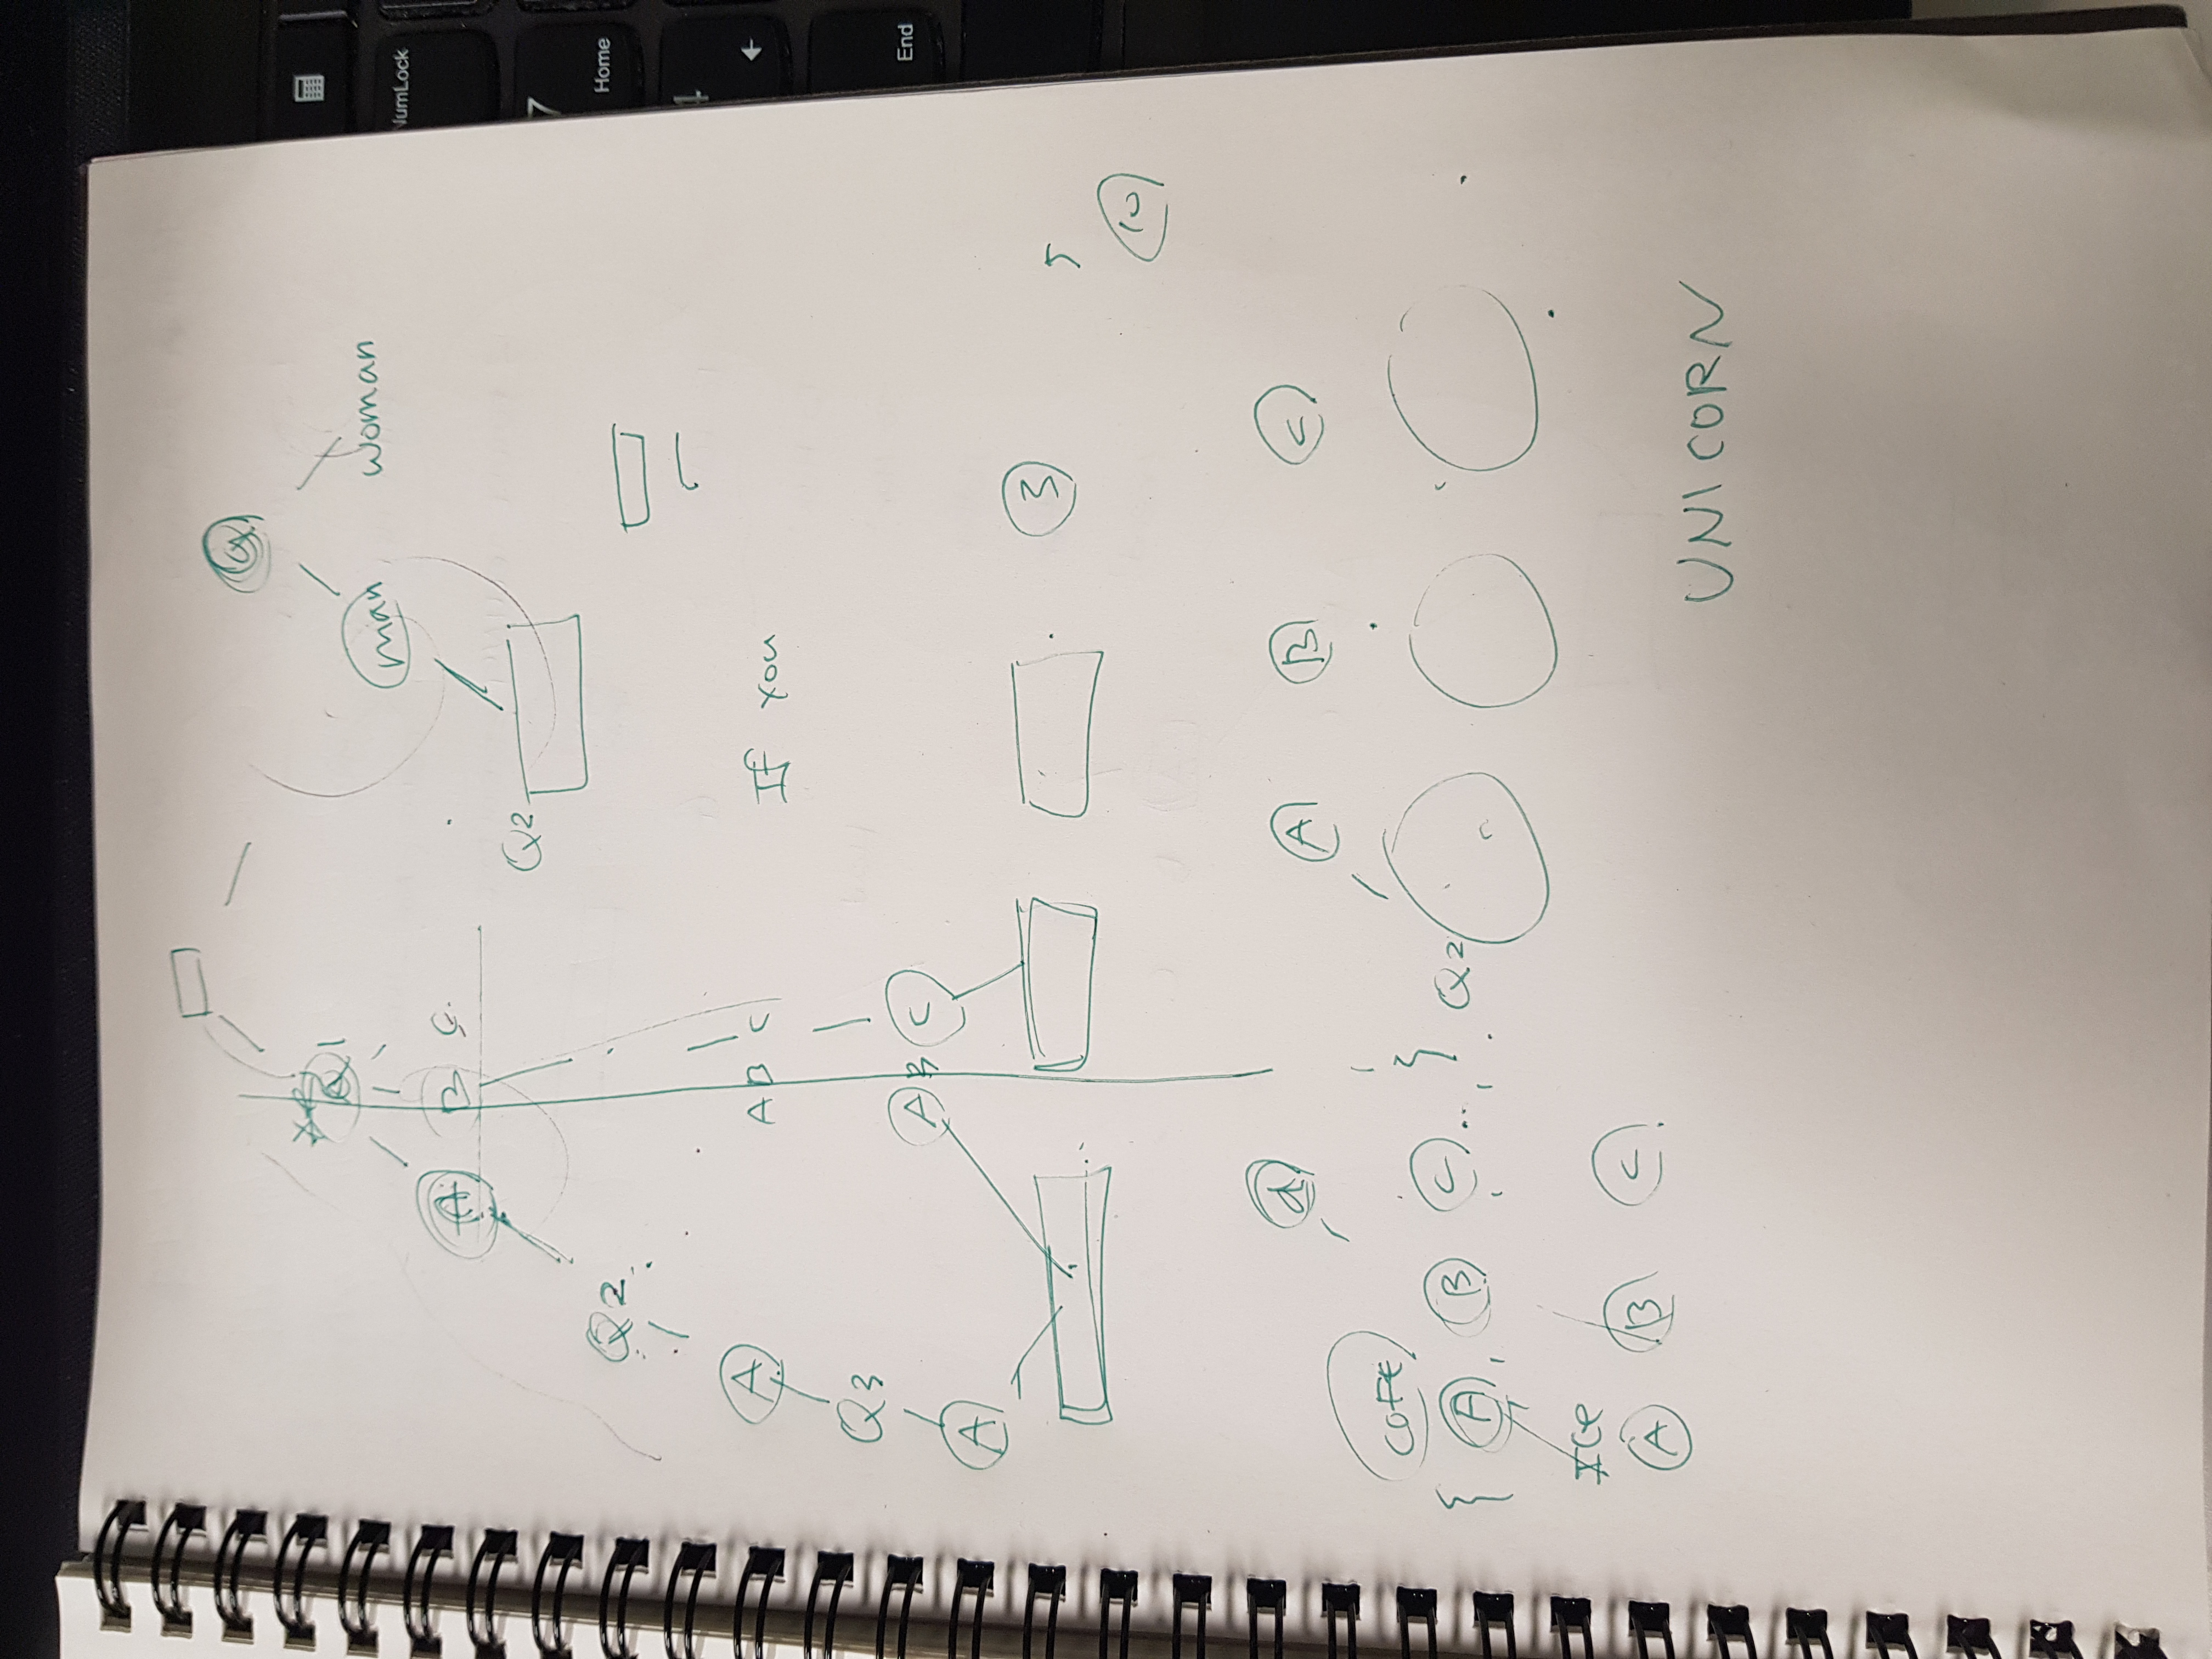 Q1
Q
man woman
A B C
Q2
Q2
A
A B C
If you
Q3
A B C
A
3
5
10
A B C
{ A, B, C .. }
Q2
Ice
A B C
UNICORN
NumLock
7
Home
4
End